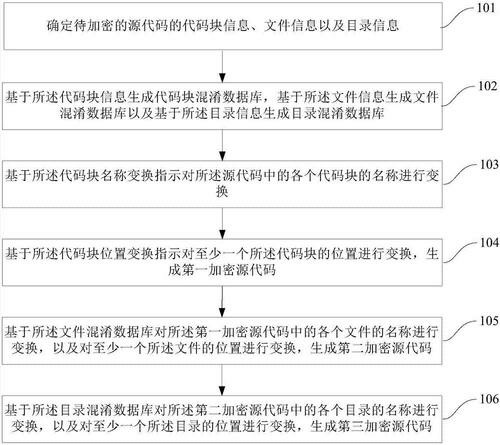 101
确定待加密的源代码的代码块信息、文件信息以及目录信息
102
基于所述代码块信息生成代码块混淆数据库，基于所述文件信息生成文件
混淆数据库以及基于所述目录信息生成目录混淆数据库
103
基于所述代码块名称变换指示对所述源代码中的各个代码块的名称进行变
换
104
基于所述代码块位置变换指示对至少一个所述代码块的位置进行变换，生
成第一加密源代码
105
基于所述文件混淆数据库对所述第一加密源代码中的各个文件的名称进行
变换，以及对至少一个所述文件的位置进行变换，生成第二加密源代码
106
基于所述目录混淆数据库对所述第二加密源代码中的各个目录的名称进行
变换，以及对至少一个所述目录的位置进行变换，生成第三加密源代码